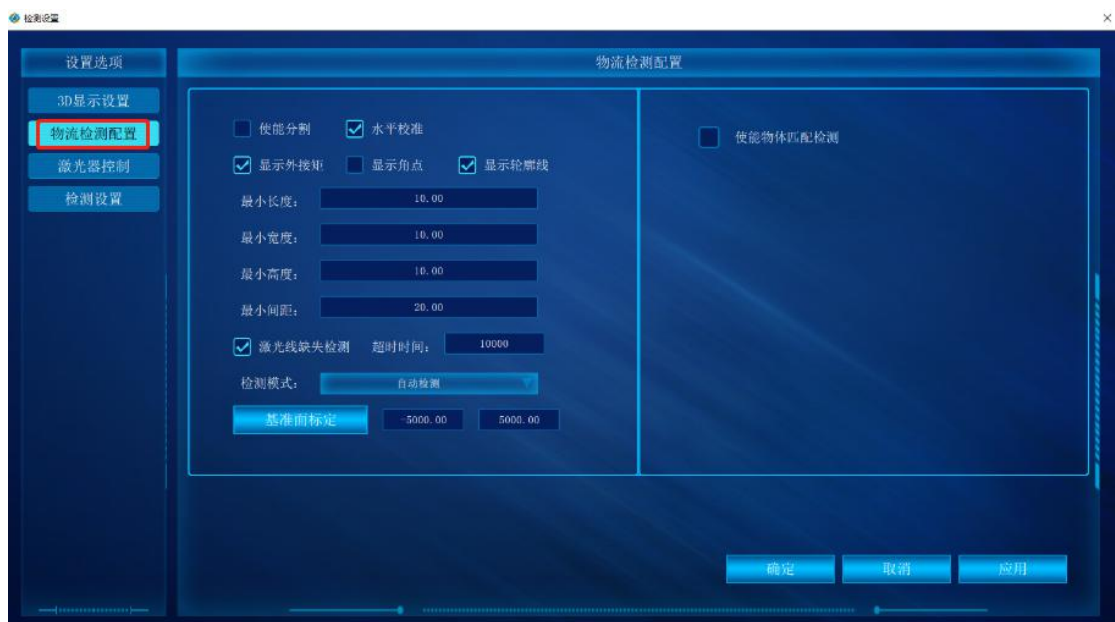 检测设置
设置选项
物流检测配置
3D显示设置
物流检测配置
激光器控制
检测设置
使能分割 水平校准
使能物体匹配检测
显示外接矩 显示角点 显示轮廓线
最小长度: 10.00
最小宽度: 10.00
最小高度: 10.00
最小间距: 20.00
激光线缺失检测 超时时间: 10000
检测模式: 自动检测
基准面标定 -5000.00 5000.00
确定 取消 应用